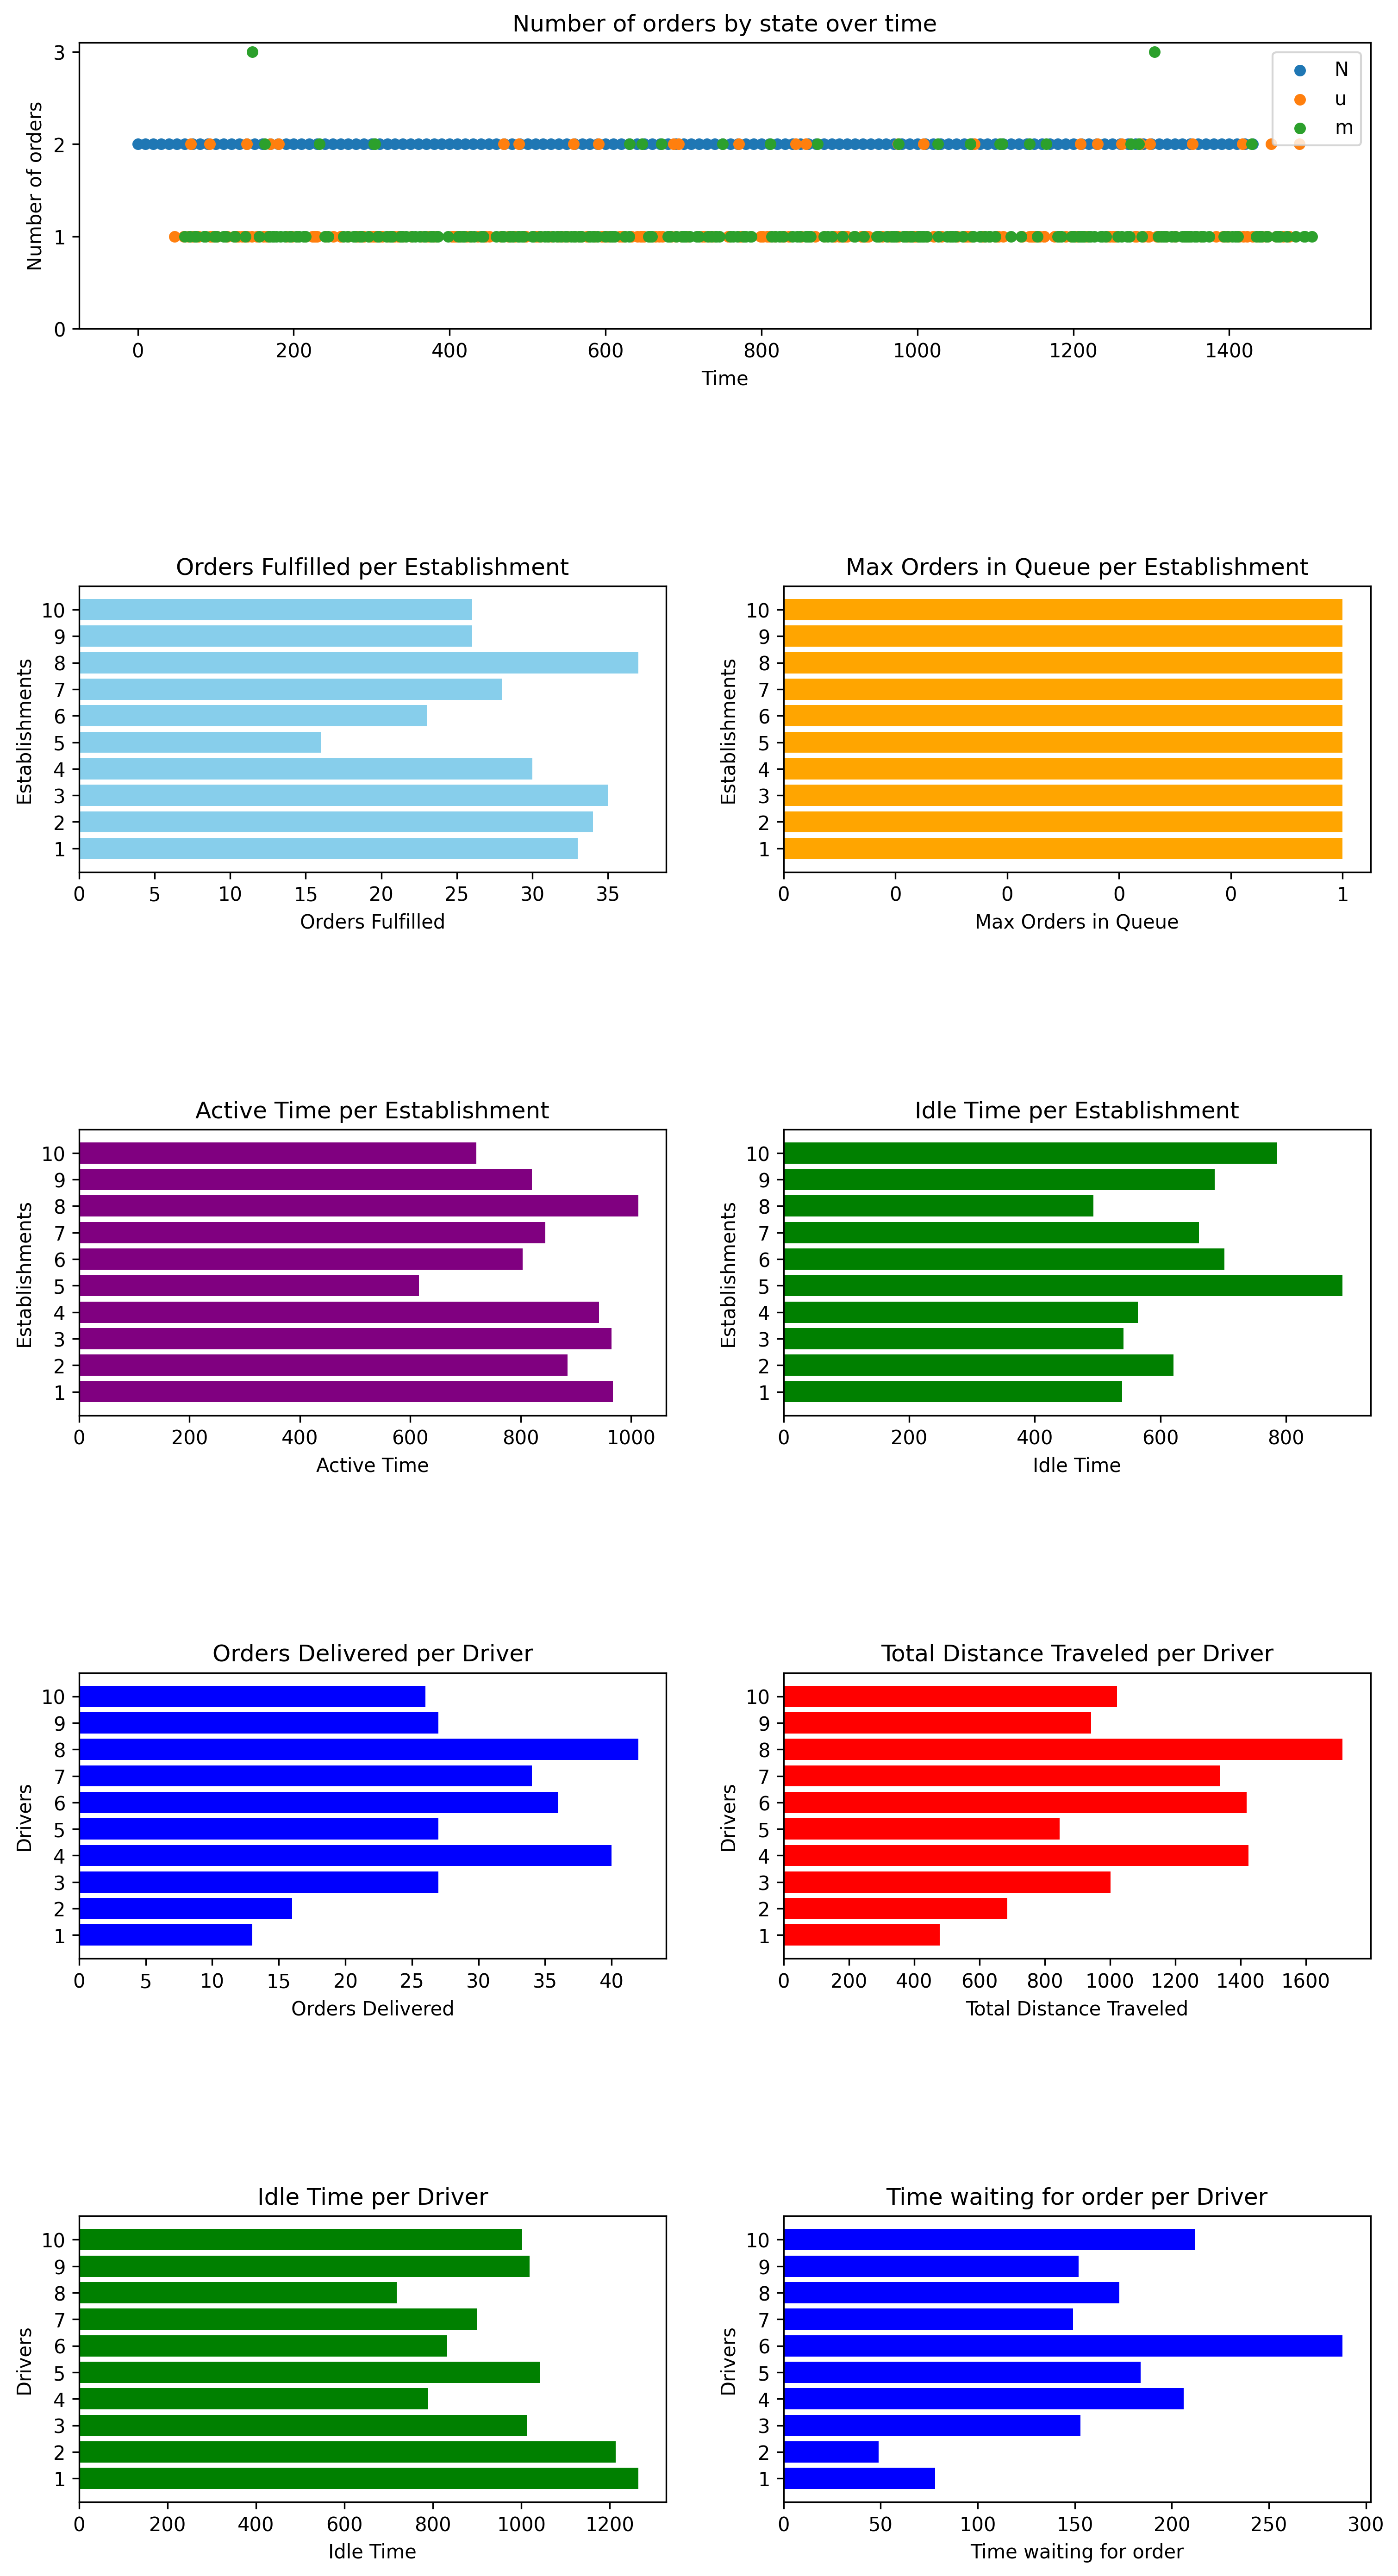 Number of orders by state over time
Number of orders
3
2
1
0
N
u
m
0 200 400 600 800 1000 1200 1400
Time
Orders Fulfilled per Establishment
Establishments
10
9
8
7
6
5
4
3
2
1
0 5 10 15 20 25 30 35
Orders Fulfilled
Max Orders in Queue per Establishment
Establishments
10
9
8
7
6
5
4
3
2
1
0 0 0 0 0 1
Max Orders in Queue
Active Time per Establishment
Establishments
10
9
8
7
6
5
4
3
2
1
0 200 400 600 800 1000
Active Time
Idle Time per Establishment
Establishments
10
9
8
7
6
5
4
3
2
1
0 200 400 600 800
Idle Time
Orders Delivered per Driver
Drivers
10
9
8
7
6
5
4
3
2
1
0 5 10 15 20 25 30 35 40
Orders Delivered
Total Distance Traveled per Driver
Drivers
10
9
8
7
6
5
4
3
2
1
0 200 400 600 800 1000 1200 1400 1600
Total Distance Traveled
Idle Time per Driver
Drivers
10
9
8
7
6
5
4
3
2
1
0 200 400 600 800 1000 1200
Idle Time
Time waiting for order per Driver
Drivers
10
9
8
7
6
5
4
3
2
1
0 50 100 150 200 250 300
Time waiting for order